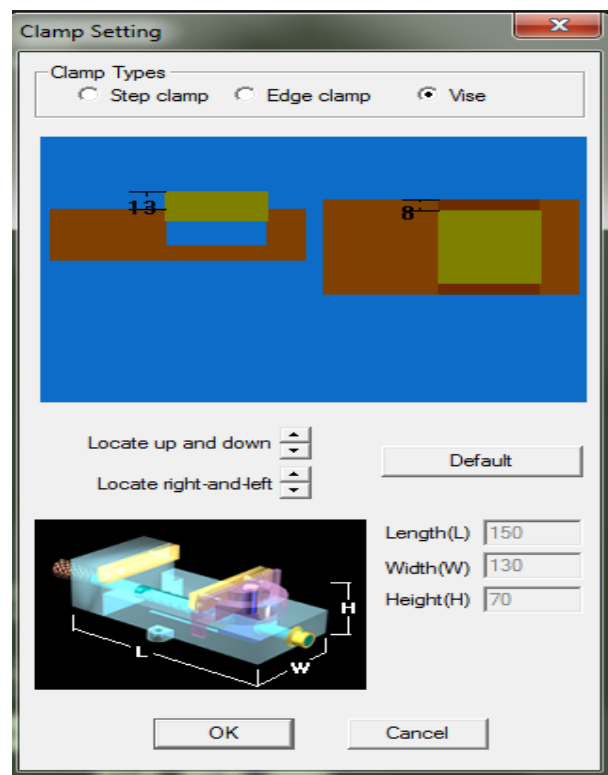 Clamp Setting
Clamp Types
Step clamp Edge clamp Vise
13
8
Locate up and down
Default
Locate right-and-left
Length(L) 150
Width(W) 130
Height(H) 70
H
L
W
OK Cancel